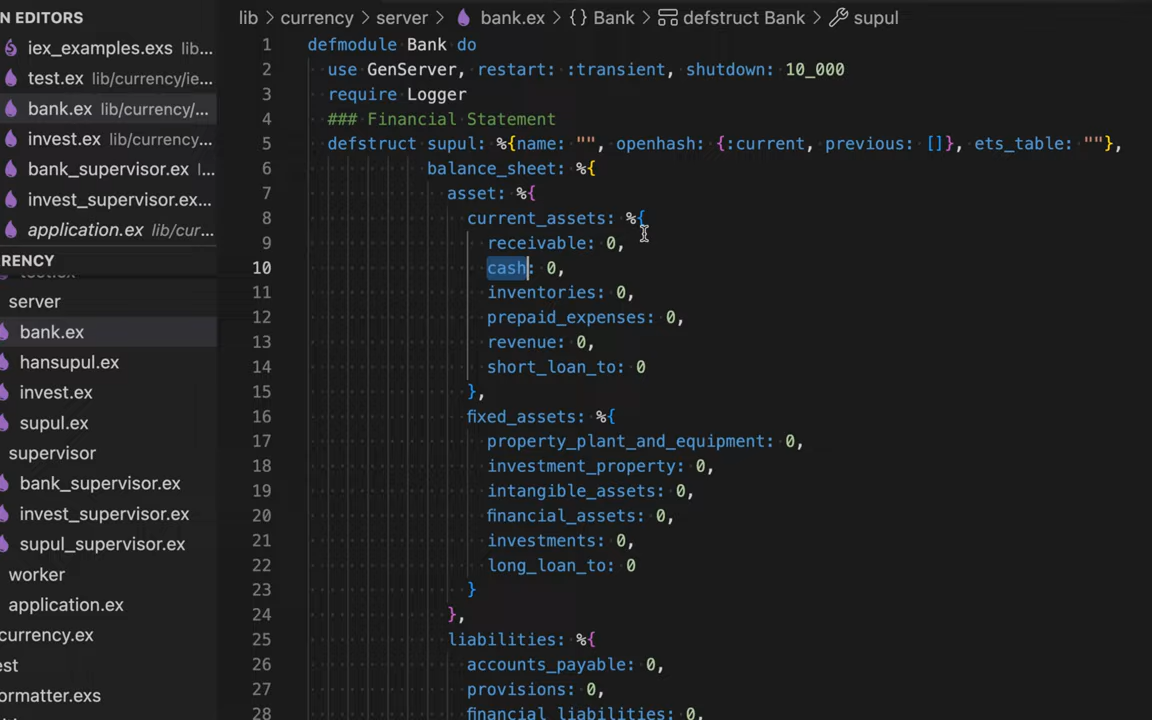 lib > currency > server > bank.ex > {} Bank > defstruct Bank > supul
N EDITORS
iex_examples.exs lib...
test.ex lib/currency/ie...
bank.ex lib/currency/...
invest.ex lib/currency...
bank_supervisor.ex l...
invest_supervisor.ex...
application.ex lib/cur...
RENCY
server
bank.ex
hansupul.ex
invest.ex
supul.ex
supervisor
bank_supervisor.ex
invest_supervisor.ex
supul_supervisor.ex
worker
application.ex
currency.ex
est
ormatter.exs
1 defmodule Bank do
2 use GenServer, restart: :transient, shutdown: 10_000
3 require Logger
4 ### Financial Statement
5 defstruct supul: %{name: "", openhash: {:current, previous: []}, ets_table: ""},
6 balance_sheet: %{
7 asset: %{
8 current_assets: %{
9 receivable: 0,
10 cash: 0,
11 inventories: 0,
12 prepaid_expenses: 0,
13 revenue: 0,
14 short_loan_to: 0
15 },
16 fixed_assets: %{
17 property_plant_and_equipment: 0,
18 investment_property: 0,
19 intangible_assets: 0,
20 financial_assets: 0,
21 investments: 0,
22 long_loan_to: 0
23 }
24 },
25 liabilities: %{
26 accounts_payable: 0,
27 provisions: 0,
28 financial_liabilities: 0,